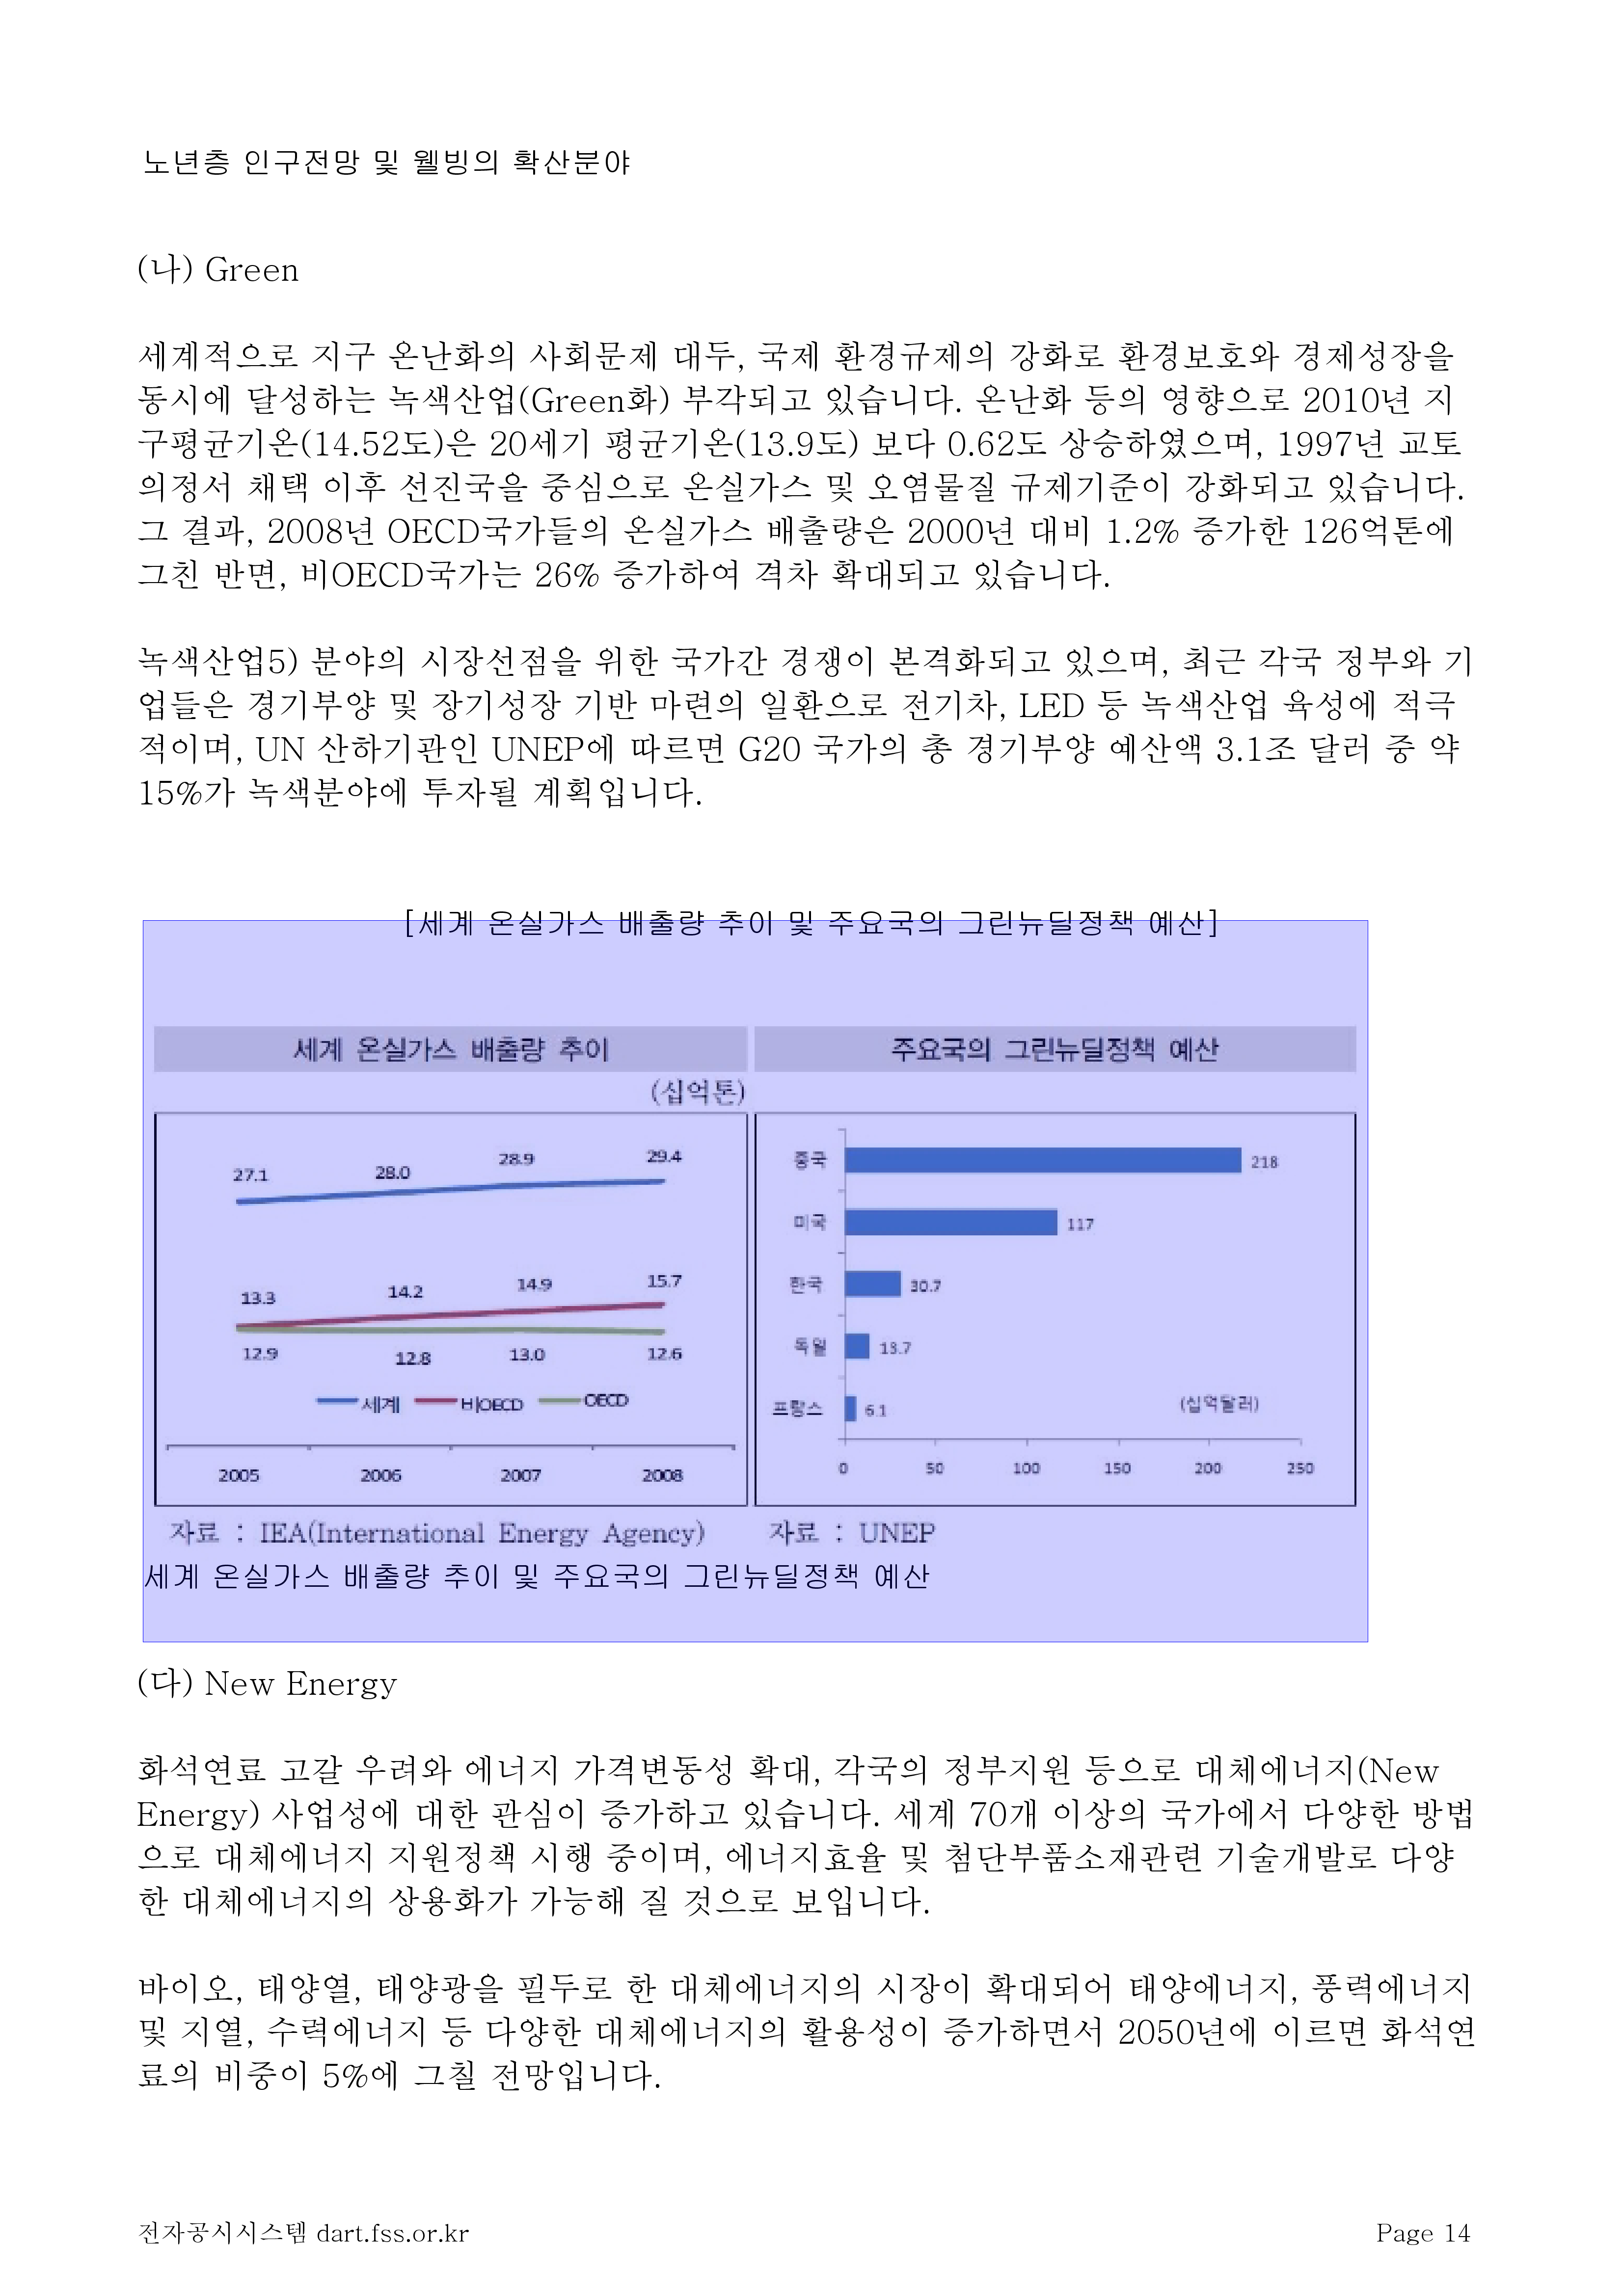 노년층 인구전망 및 웰빙의 확산분야
(나) Green
세계적으로 지구 온난화의 사회문제 대두, 국제 환경규제의 강화로 환경보호와 경제성장을
동시에 달성하는 녹색산업(Green화) 부각되고 있습니다. 온난화 등의 영향으로 2010년 지
구평균기온(14.52도)은 20세기 평균기온(13.9도) 보다 0.62도 상승하였으며, 1997년 교토
의정서 채택 이후 선진국을 중심으로 온실가스 및 오염물질 규제기준이 강화되고 있습니다.
그 결과, 2008년 OECD국가들의 온실가스 배출량은 2000년 대비 1.2% 증가한 126억톤에
그친 반면, 비OECD국가는 26% 증가하여 격차 확대되고 있습니다.
녹색산업5) 분야의 시장선점을 위한 국가간 경쟁이 본격화되고 있으며, 최근 각국 정부와 기
업들은 경기부양 및 장기성장 기반 마련의 일환으로 전기차, LED 등 녹색산업 육성에 적극
적이며, UN 산하기관인 UNEP에 따르면 G20 국가의 총 경기부양 예산액 3.1조 달러 중 약
15%가 녹색분야에 투자될 계획입니다.
[세계 온실가스 배출량 추이 및 주요국의 그린뉴딜정책 예산]
세계 온실가스 배출량 추이
(십억톤)
27.1 28.0 28.9 29.4
13.3 14.2 14.9 15.7
12.9 12.8 13.0 12.6
세계 비OECD OECD
2005 2006 2007 2008
자료 : IEA(International Energy Agency)
주요국의 그린뉴딜정책 예산
중국 218
미국 117
한국 30.7
독일 13.7
프랑스 6.1
(십억달러)
0 50 100 150 200 250
자료 : UNEP
세계 온실가스 배출량 추이 및 주요국의 그린뉴딜정책 예산
(다) New Energy
화석연료 고갈 우려와 에너지 가격변동성 확대, 각국의 정부지원 등으로 대체에너지(New
Energy) 사업성에 대한 관심이 증가하고 있습니다. 세계 70개 이상의 국가에서 다양한 방법
으로 대체에너지 지원정책 시행 중이며, 에너지효율 및 첨단부품소재관련 기술개발로 다양
한 대체에너지의 상용화가 가능해 질 것으로 보입니다.
바이오, 태양열, 태양광을 필두로 한 대체에너지의 시장이 확대되어 태양에너지, 풍력에너지
및 지열, 수력에너지 등 다양한 대체에너지의 활용성이 증가하면서 2050년에 이르면 화석연
료의 비중이 5%에 그칠 전망입니다.
전자공시시스템 dart.fss.or.kr
Page 14